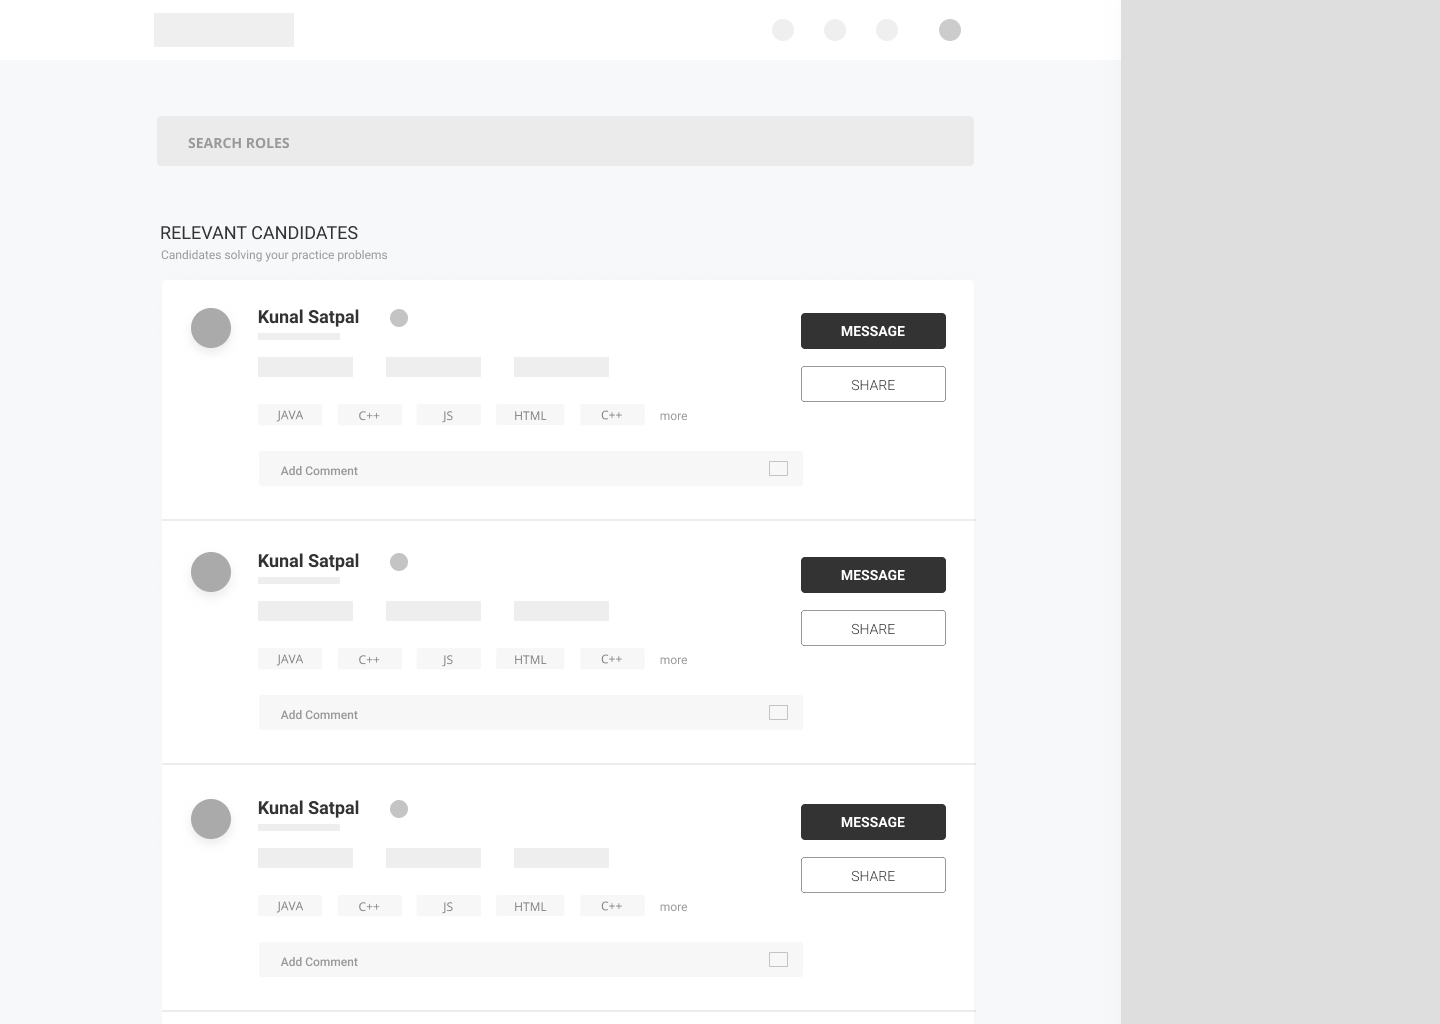 SEARCH ROLES
RELEVANT CANDIDATES
Candidates solving your practice problems
Kunal Satpal
MESSAGE
SHARE
JAVA C++ JS HTML C++ more
Add Comment
Kunal Satpal
MESSAGE
SHARE
JAVA C++ JS HTML C++ more
Add Comment
Kunal Satpal
MESSAGE
SHARE
JAVA C++ JS HTML C++ more
Add Comment